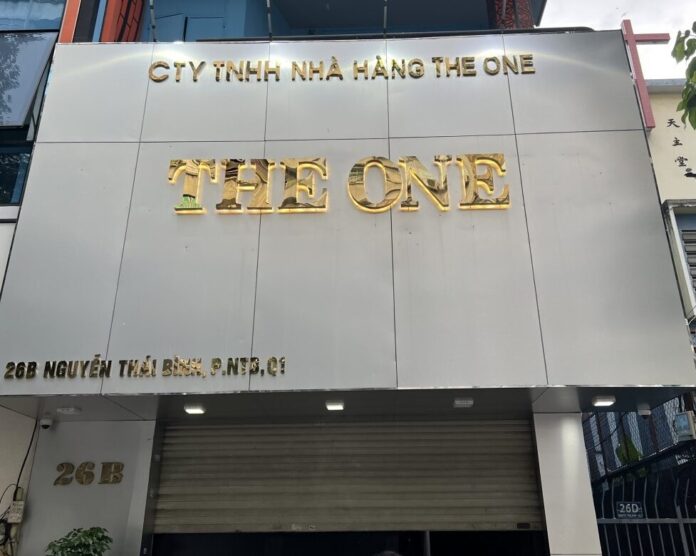 CTY TNHH NHÀ HÀNG THE ONE
THE ONE
天主堂
26B NGUYỄN THÁI BÌNH, P.NTB, Q1
26B
26D